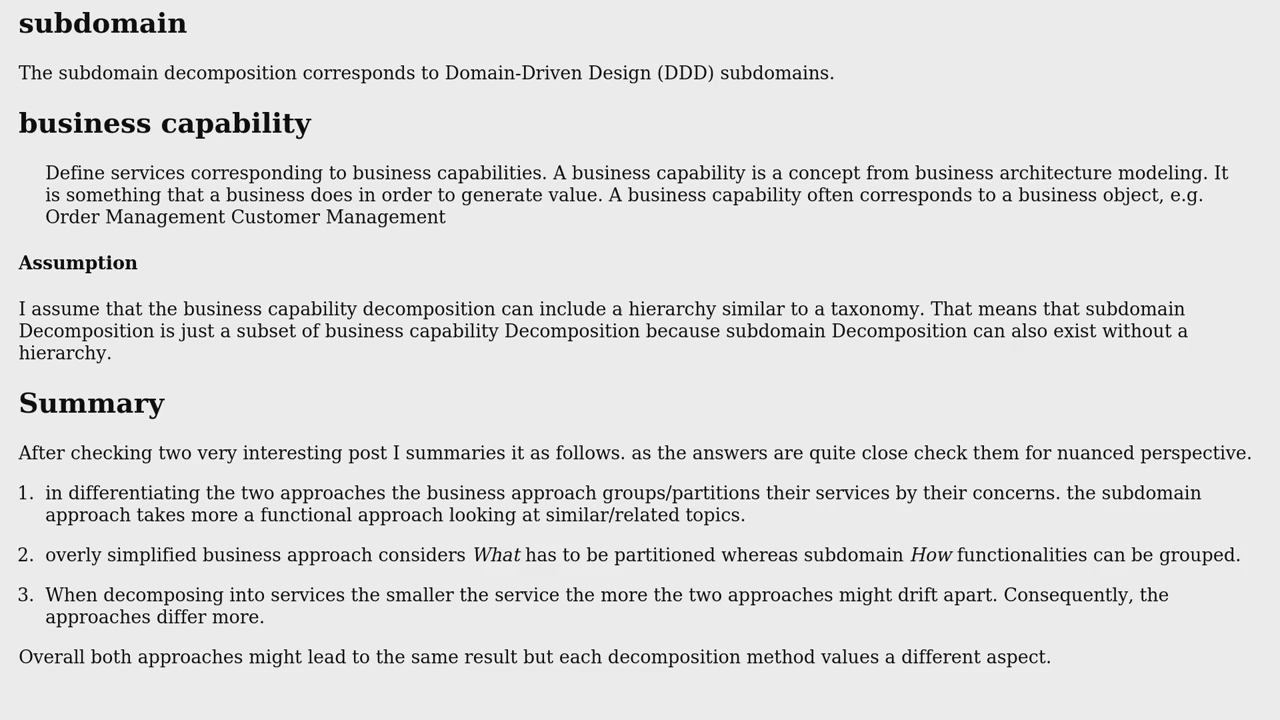 subdomain
The subdomain decomposition corresponds to Domain-Driven Design (DDD) subdomains.
business capability
Define services corresponding to business capabilities. A business capability is a concept from business architecture modeling. It
is something that a business does in order to generate value. A business capability often corresponds to a business object, e.g.
Order Management Customer Management
Assumption
I assume that the business capability decomposition can include a hierarchy similar to a taxonomy. That means that subdomain
Decomposition is just a subset of business capability Decomposition because subdomain Decomposition can also exist without a
hierarchy.
Summary
After checking two very interesting post I summaries it as follows. as the answers are quite close check them for nuanced perspective.
1. in differentiating the two approaches the business approach groups/partitions their services by their concerns. the subdomain
approach takes more a functional approach looking at similar/related topics.
2. overly simplified business approach considers What has to be partitioned whereas subdomain How functionalities can be grouped.
3. When decomposing into services the smaller the service the more the two approaches might drift apart. Consequently, the
approaches differ more.
Overall both approaches might lead to the same result but each decomposition method values a different aspect.